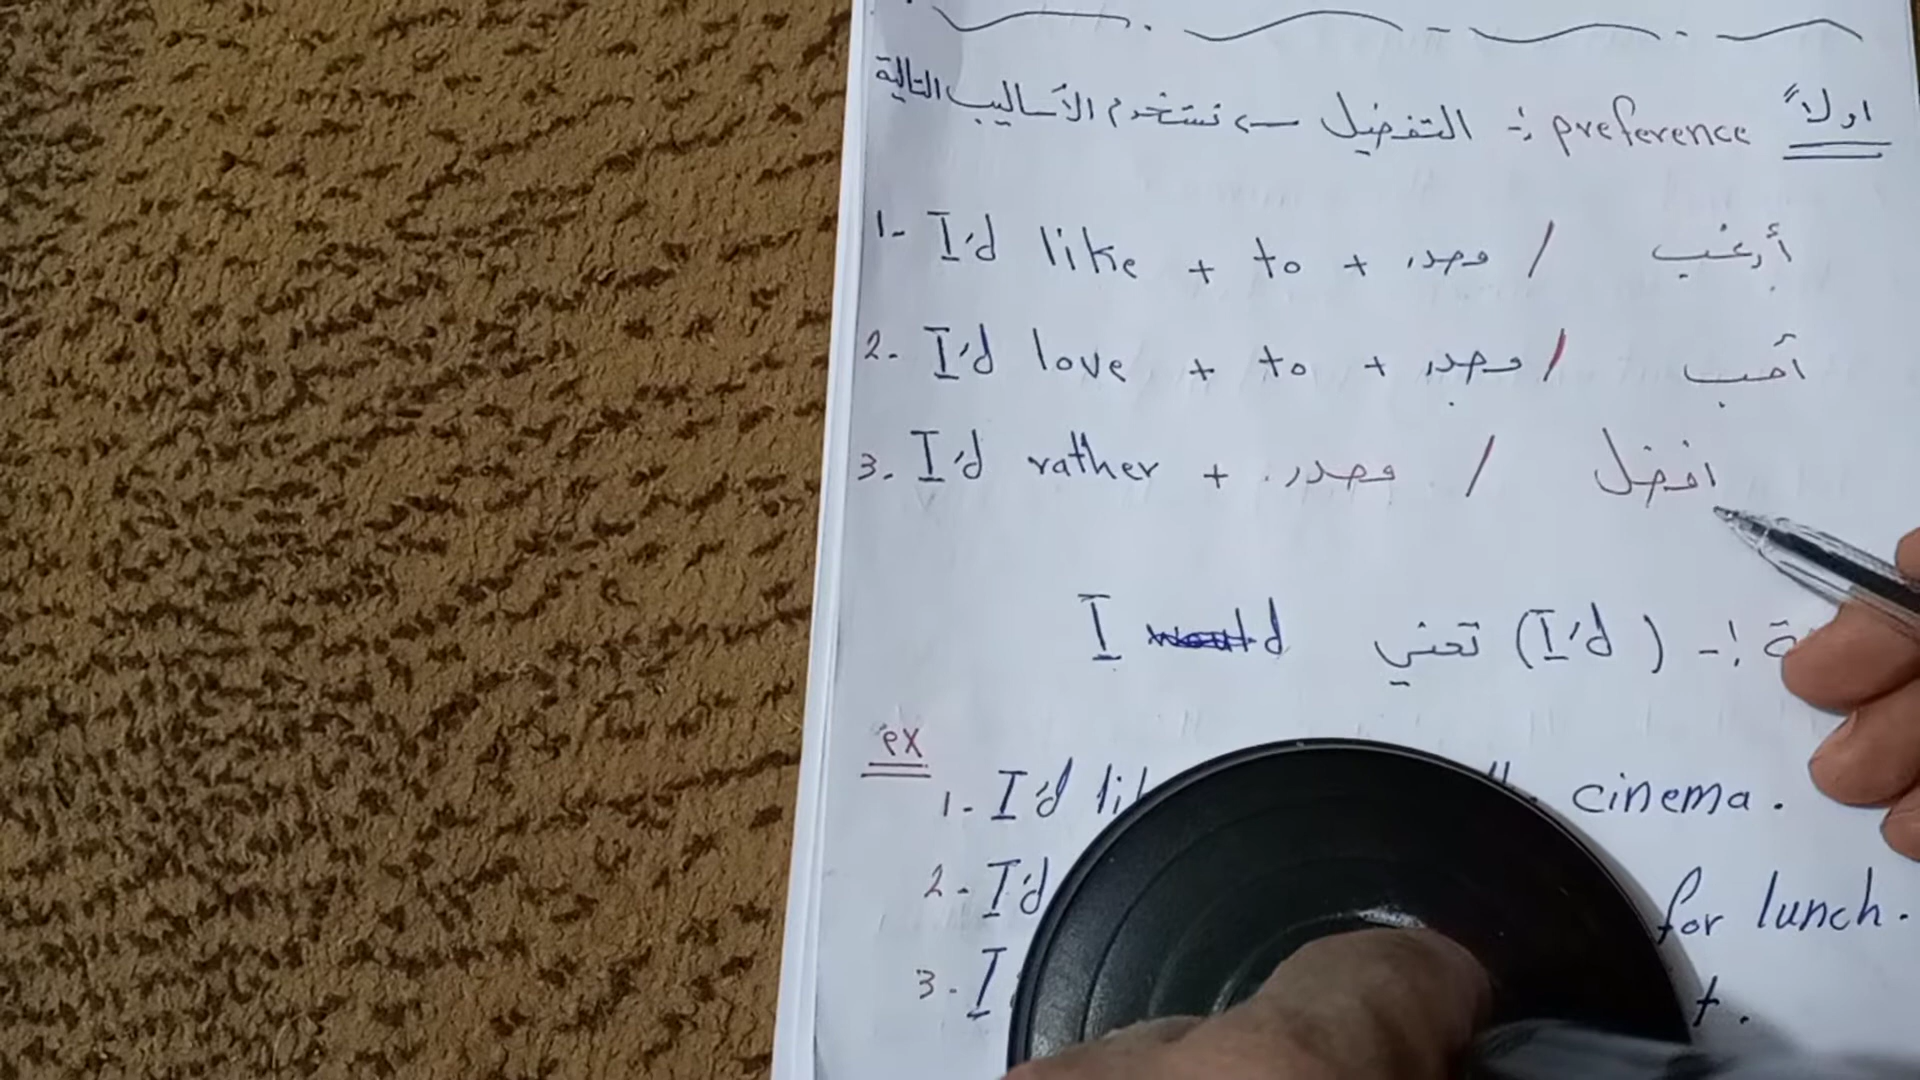 اولاً preference :- التفضيل ← نستخدم الأساليب التالية
1- I'd like + to + مصدر / أرغب
2- I'd love + to + مصدر / أحب
3- I'd rather + مصدر / افضل
:- (I'd) تعني I would
ex
1- I'd cinema.
2- I'd for lunch.
3- I